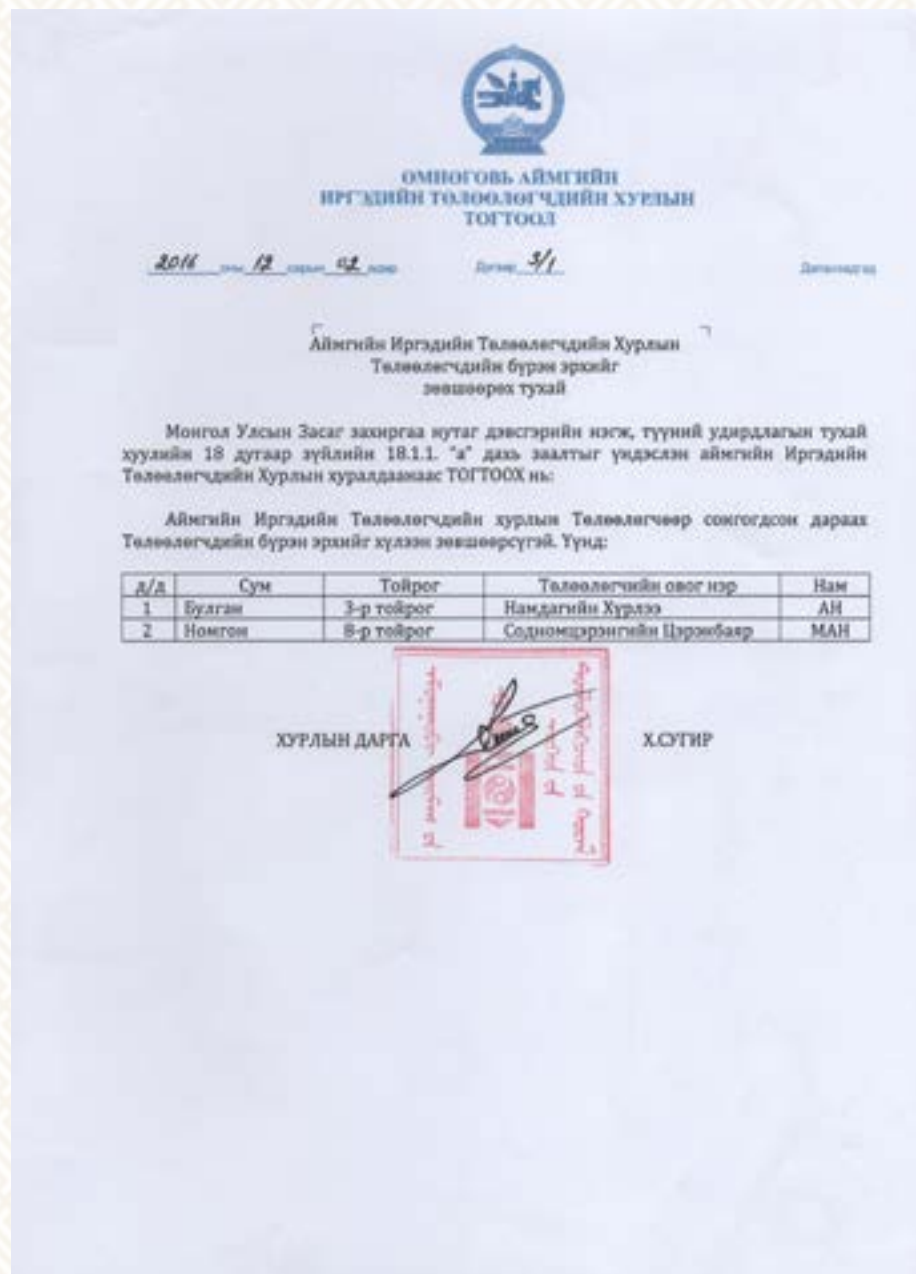 ӨМНӨГОВЬ АЙМГИЙН
ИРГЭДИЙН ТӨЛӨӨЛӨГЧДИЙН ХУРЛЫН
ТОГТООЛ
2016 оны 12 сарын 02 өдөр Дугаар 3/1 Даланзадгад
Аймгийн Иргэдийн Төлөөлөгчдийн Хурлын
Төлөөлөгчдийн бүрэн эрхийг
зөвшөөрөх тухай
Монгол Улсын Засаг захиргаа нутаг дэвсгэрийн нэгж, түүний удирдлагын тухай
хуулийн 18 дугаар зүйлийн 18.1.1. "а" дахь заалтыг үндэслэн аймгийн Иргэдийн
Төлөөлөгчдийн Хурлын хуралдаанаас ТОГТООХ нь:
Аймгийн Иргэдийн Төлөөлөгчдийн хурлын Төлөөлөгчөөр сонгогдсон дараах
Төлөөлөгчдийн бүрэн эрхийг хүлээн зөвшөөрсүгэй. Үүнд:
д/д Сум Тойрог Төлөөлөгчийн овог нэр Нам
1 Булган 3-р тойрог Намдагийн Хүрлээ АН
2 Номгон 8-р тойрог Содномцэрэнгийн Цэрэнбаяр МАН
ХУРЛЫН ДАРГА Х.СУГИР